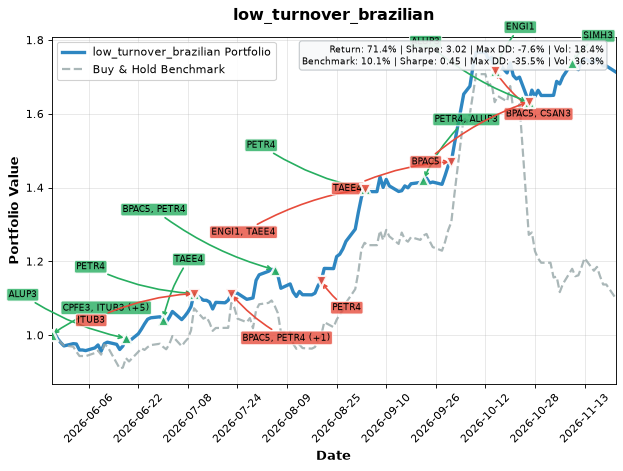 low_turnover_brazilian
ENGI1
ALUP3
SIMH3
low_turnover_brazilian Portfolio
Buy & Hold Benchmark
Return: 71.4% | Sharpe: 3.02 | Max DD: -7.6% | Vol: 18.4%
Benchmark: 10.1% | Sharpe: 0.45 | Max DD: -35.5% | Vol: 36.3%
BPAC5, CSAN3
PETR4, ALUP3
PETR4
BPAC5
TAEE4
BPAC5, PETR4
ENGI1, TAEE4
TAEE4
PETR4
ALUP3
CPFE3, ITUB3 (+5)
ITUB3
PETR4
BPAC5, PETR4 (+1)
1.8
1.6
1.4
1.2
1.0
Portfolio Value
2026-06-06
2026-06-22
2026-07-08
2026-07-24
2026-08-09
2026-08-25
2026-09-10
2026-09-26
2026-10-12
2026-10-28
2026-11-13
Date